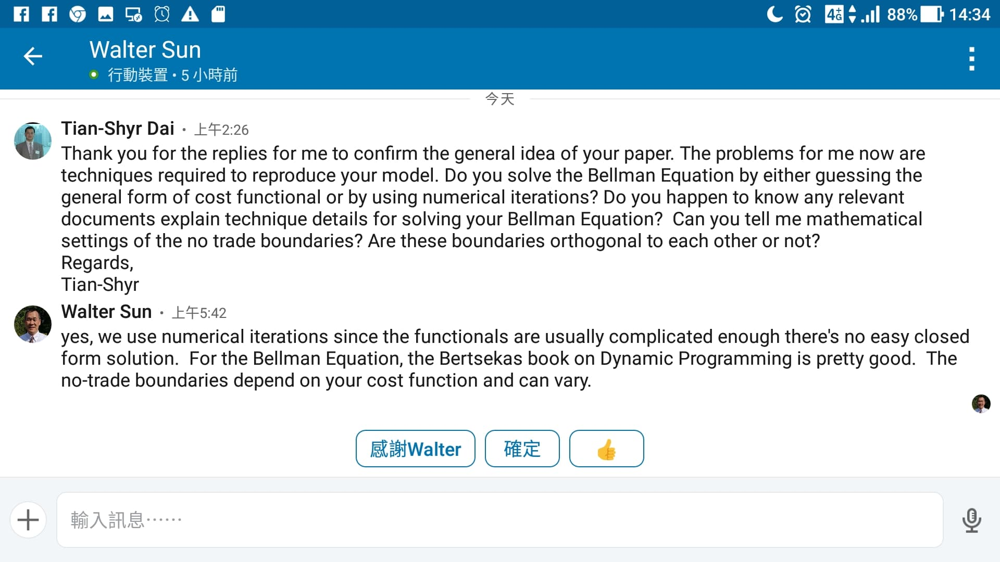 4G+ 88% 14:34
Walter Sun
行動裝置 • 5 小時前
今天
Tian-Shyr Dai • 上午2:26
Thank you for the replies for me to confirm the general idea of your paper. The problems for me now are
techniques required to reproduce your model. Do you solve the Bellman Equation by either guessing the
general form of cost functional or by using numerical iterations? Do you happen to know any relevant
documents explain technique details for solving your Bellman Equation?  Can you tell me mathematical
settings of the no trade boundaries? Are these boundaries orthogonal to each other or not?
Regards,
Tian-Shyr
Walter Sun • 上午5:42
yes, we use numerical iterations since the functionals are usually complicated enough there's no easy closed
form solution.  For the Bellman Equation, the Bertsekas book on Dynamic Programming is pretty good.  The
no-trade boundaries depend on your cost function and can vary.
感謝Walter 確定 👍
輸入訊息……